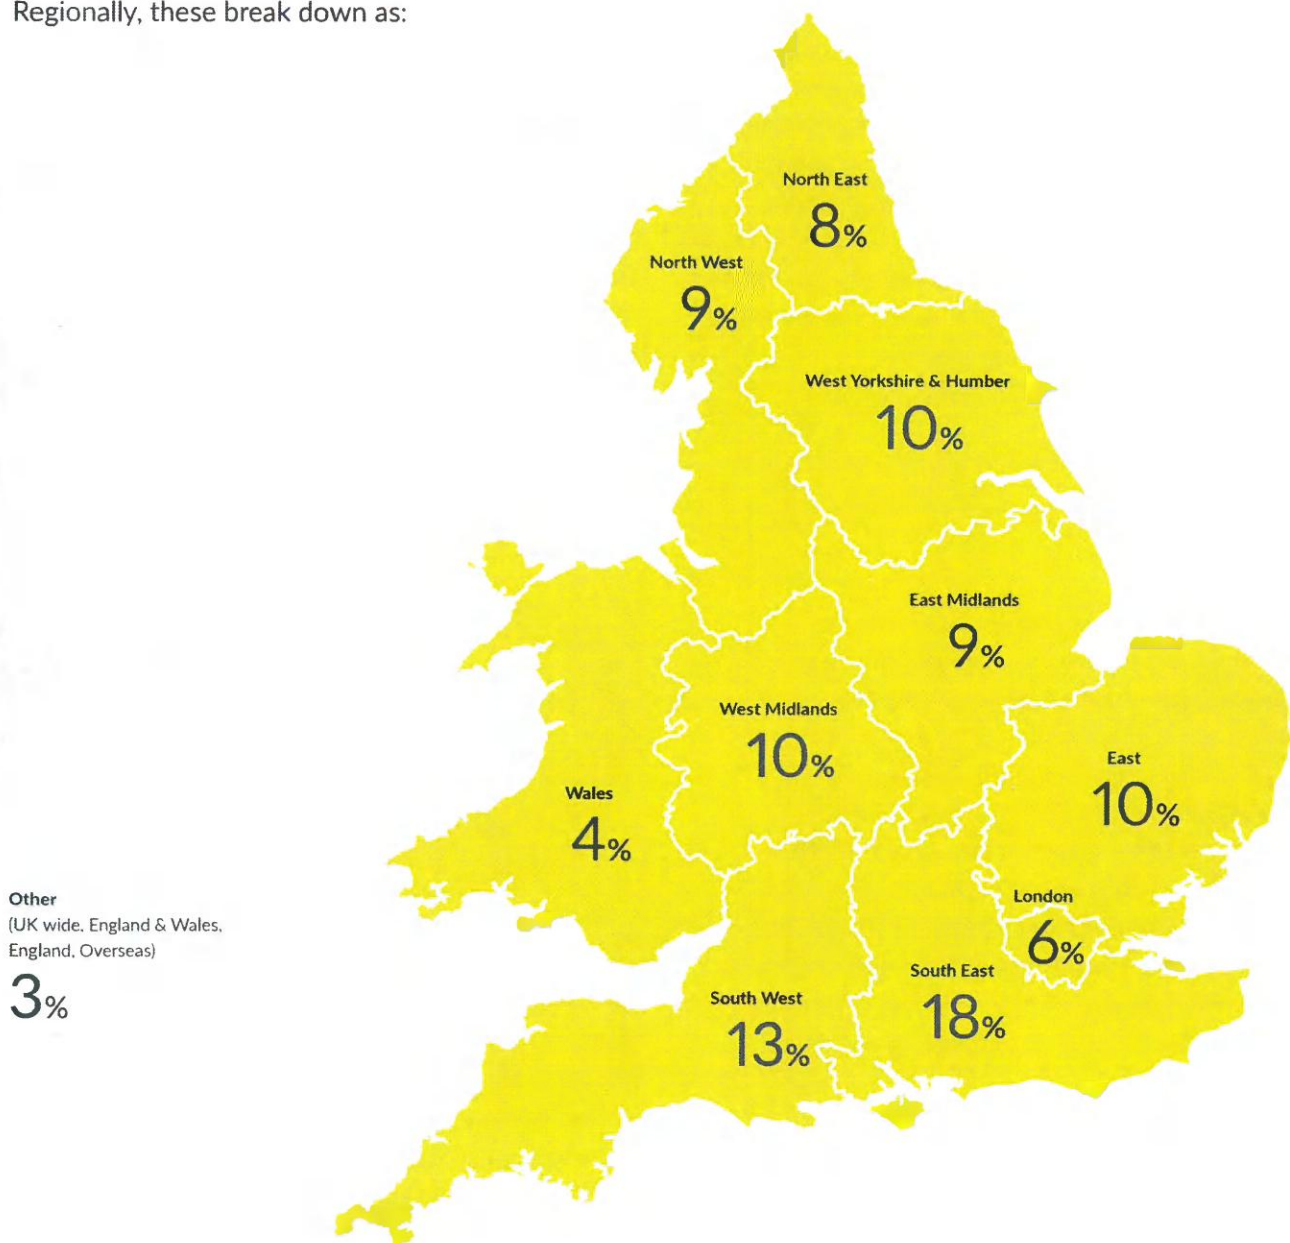 Regionally, these break down as:
North East
8%
North West
9%
West Yorkshire & Humber
10%
East Midlands
9%
West Midlands
10%
East
10%
Wales
4%
London
6%
Other
(UK wide, England & Wales,
England, Overseas)
3%
South East
18%
South West
13%